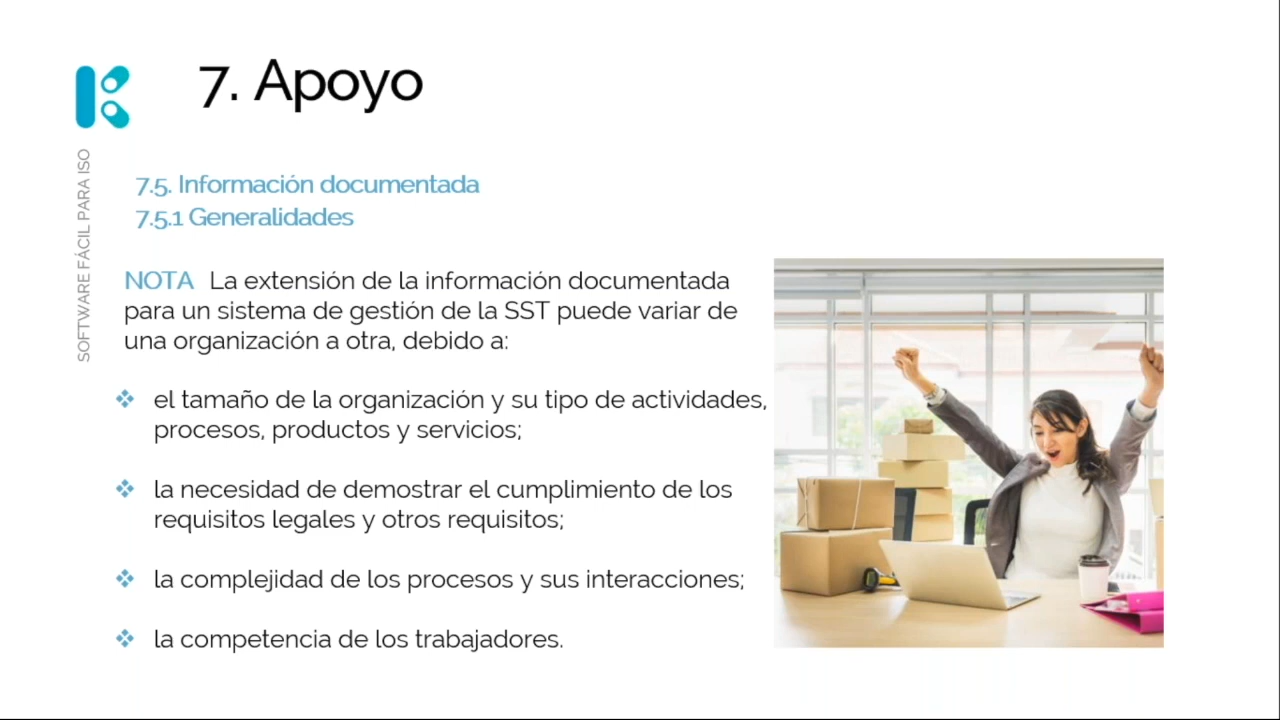 7. Apoyo
SOFTWARE FÁCIL PARA ISO
7.5. Información documentada
7.5.1 Generalidades
NOTA La extensión de la información documentada
para un sistema de gestión de la SST puede variar de
una organización a otra, debido a:
❖ el tamaño de la organización y su tipo de actividades,
procesos, productos y servicios;
❖ la necesidad de demostrar el cumplimiento de los
requisitos legales y otros requisitos;
❖ la complejidad de los procesos y sus interacciones;
❖ la competencia de los trabajadores.